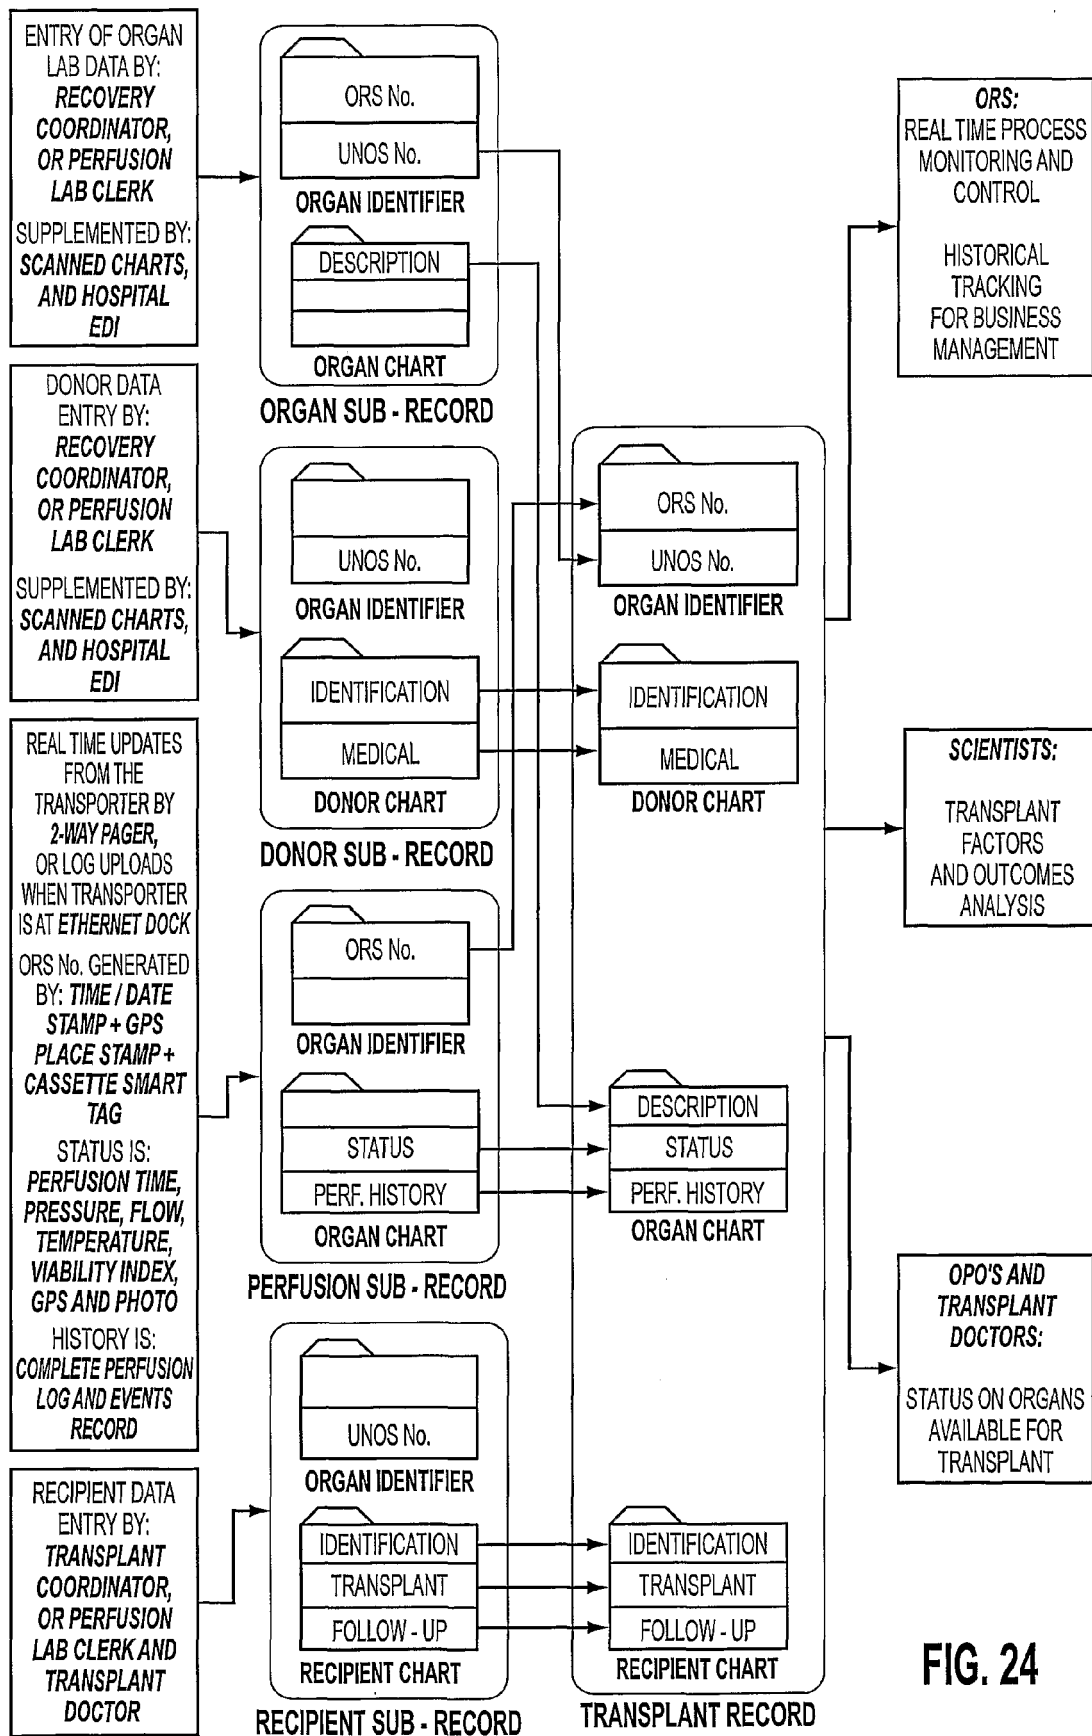 ENTRY OF ORGAN
LAB DATA BY:
RECOVERY
COORDINATOR,
OR PERFUSION
LAB CLERK
SUPPLEMENTED BY:
SCANNED CHARTS,
AND HOSPITAL
EDI
DONOR DATA
ENTRY BY:
RECOVERY
COORDINATOR,
OR PERFUSION
LAB CLERK
SUPPLEMENTED BY:
SCANNED CHARTS,
AND HOSPITAL
EDI
REAL TIME UPDATES
FROM THE
TRANSPORTER BY
2-WAY PAGER,
OR LOG UPLOADS
WHEN TRANSPORTER
IS AT ETHERNET DOCK
ORS No. GENERATED
BY: TIME / DATE
STAMP + GPS
PLACE STAMP +
CASSETTE SMART
TAG
STATUS IS:
PERFUSION TIME,
PRESSURE, FLOW,
TEMPERATURE,
VIABILITY INDEX,
GPS AND PHOTO
HISTORY IS:
COMPLETE PERFUSION
LOG AND EVENTS
RECORD
RECIPIENT DATA
ENTRY BY:
TRANSPLANT
COORDINATOR,
OR PERFUSION
LAB CLERK AND
TRANSPLANT
DOCTOR
ORS No.
UNOS No.
ORGAN IDENTIFIER
DESCRIPTION
ORGAN CHART
ORGAN SUB - RECORD
UNOS No.
ORGAN IDENTIFIER
IDENTIFICATION
MEDICAL
DONOR CHART
DONOR SUB - RECORD
ORS No.
ORGAN IDENTIFIER
STATUS
PERF. HISTORY
ORGAN CHART
PERFUSION SUB - RECORD
UNOS No.
ORGAN IDENTIFIER
IDENTIFICATION
TRANSPLANT
FOLLOW - UP
RECIPIENT CHART
RECIPIENT SUB - RECORD
ORS No.
UNOS No.
ORGAN IDENTIFIER
IDENTIFICATION
MEDICAL
DONOR CHART
DESCRIPTION
STATUS
PERF. HISTORY
ORGAN CHART
IDENTIFICATION
TRANSPLANT
FOLLOW - UP
RECIPIENT CHART
TRANSPLANT RECORD
ORS:
REAL TIME PROCESS
MONITORING AND
CONTROL
HISTORICAL
TRACKING
FOR BUSINESS
MANAGEMENT
SCIENTISTS:
TRANSPLANT
FACTORS
AND OUTCOMES
ANALYSIS
OPO'S AND
TRANSPLANT
DOCTORS:
STATUS ON ORGANS
AVAILABLE FOR
TRANSPLANT
FIG. 24